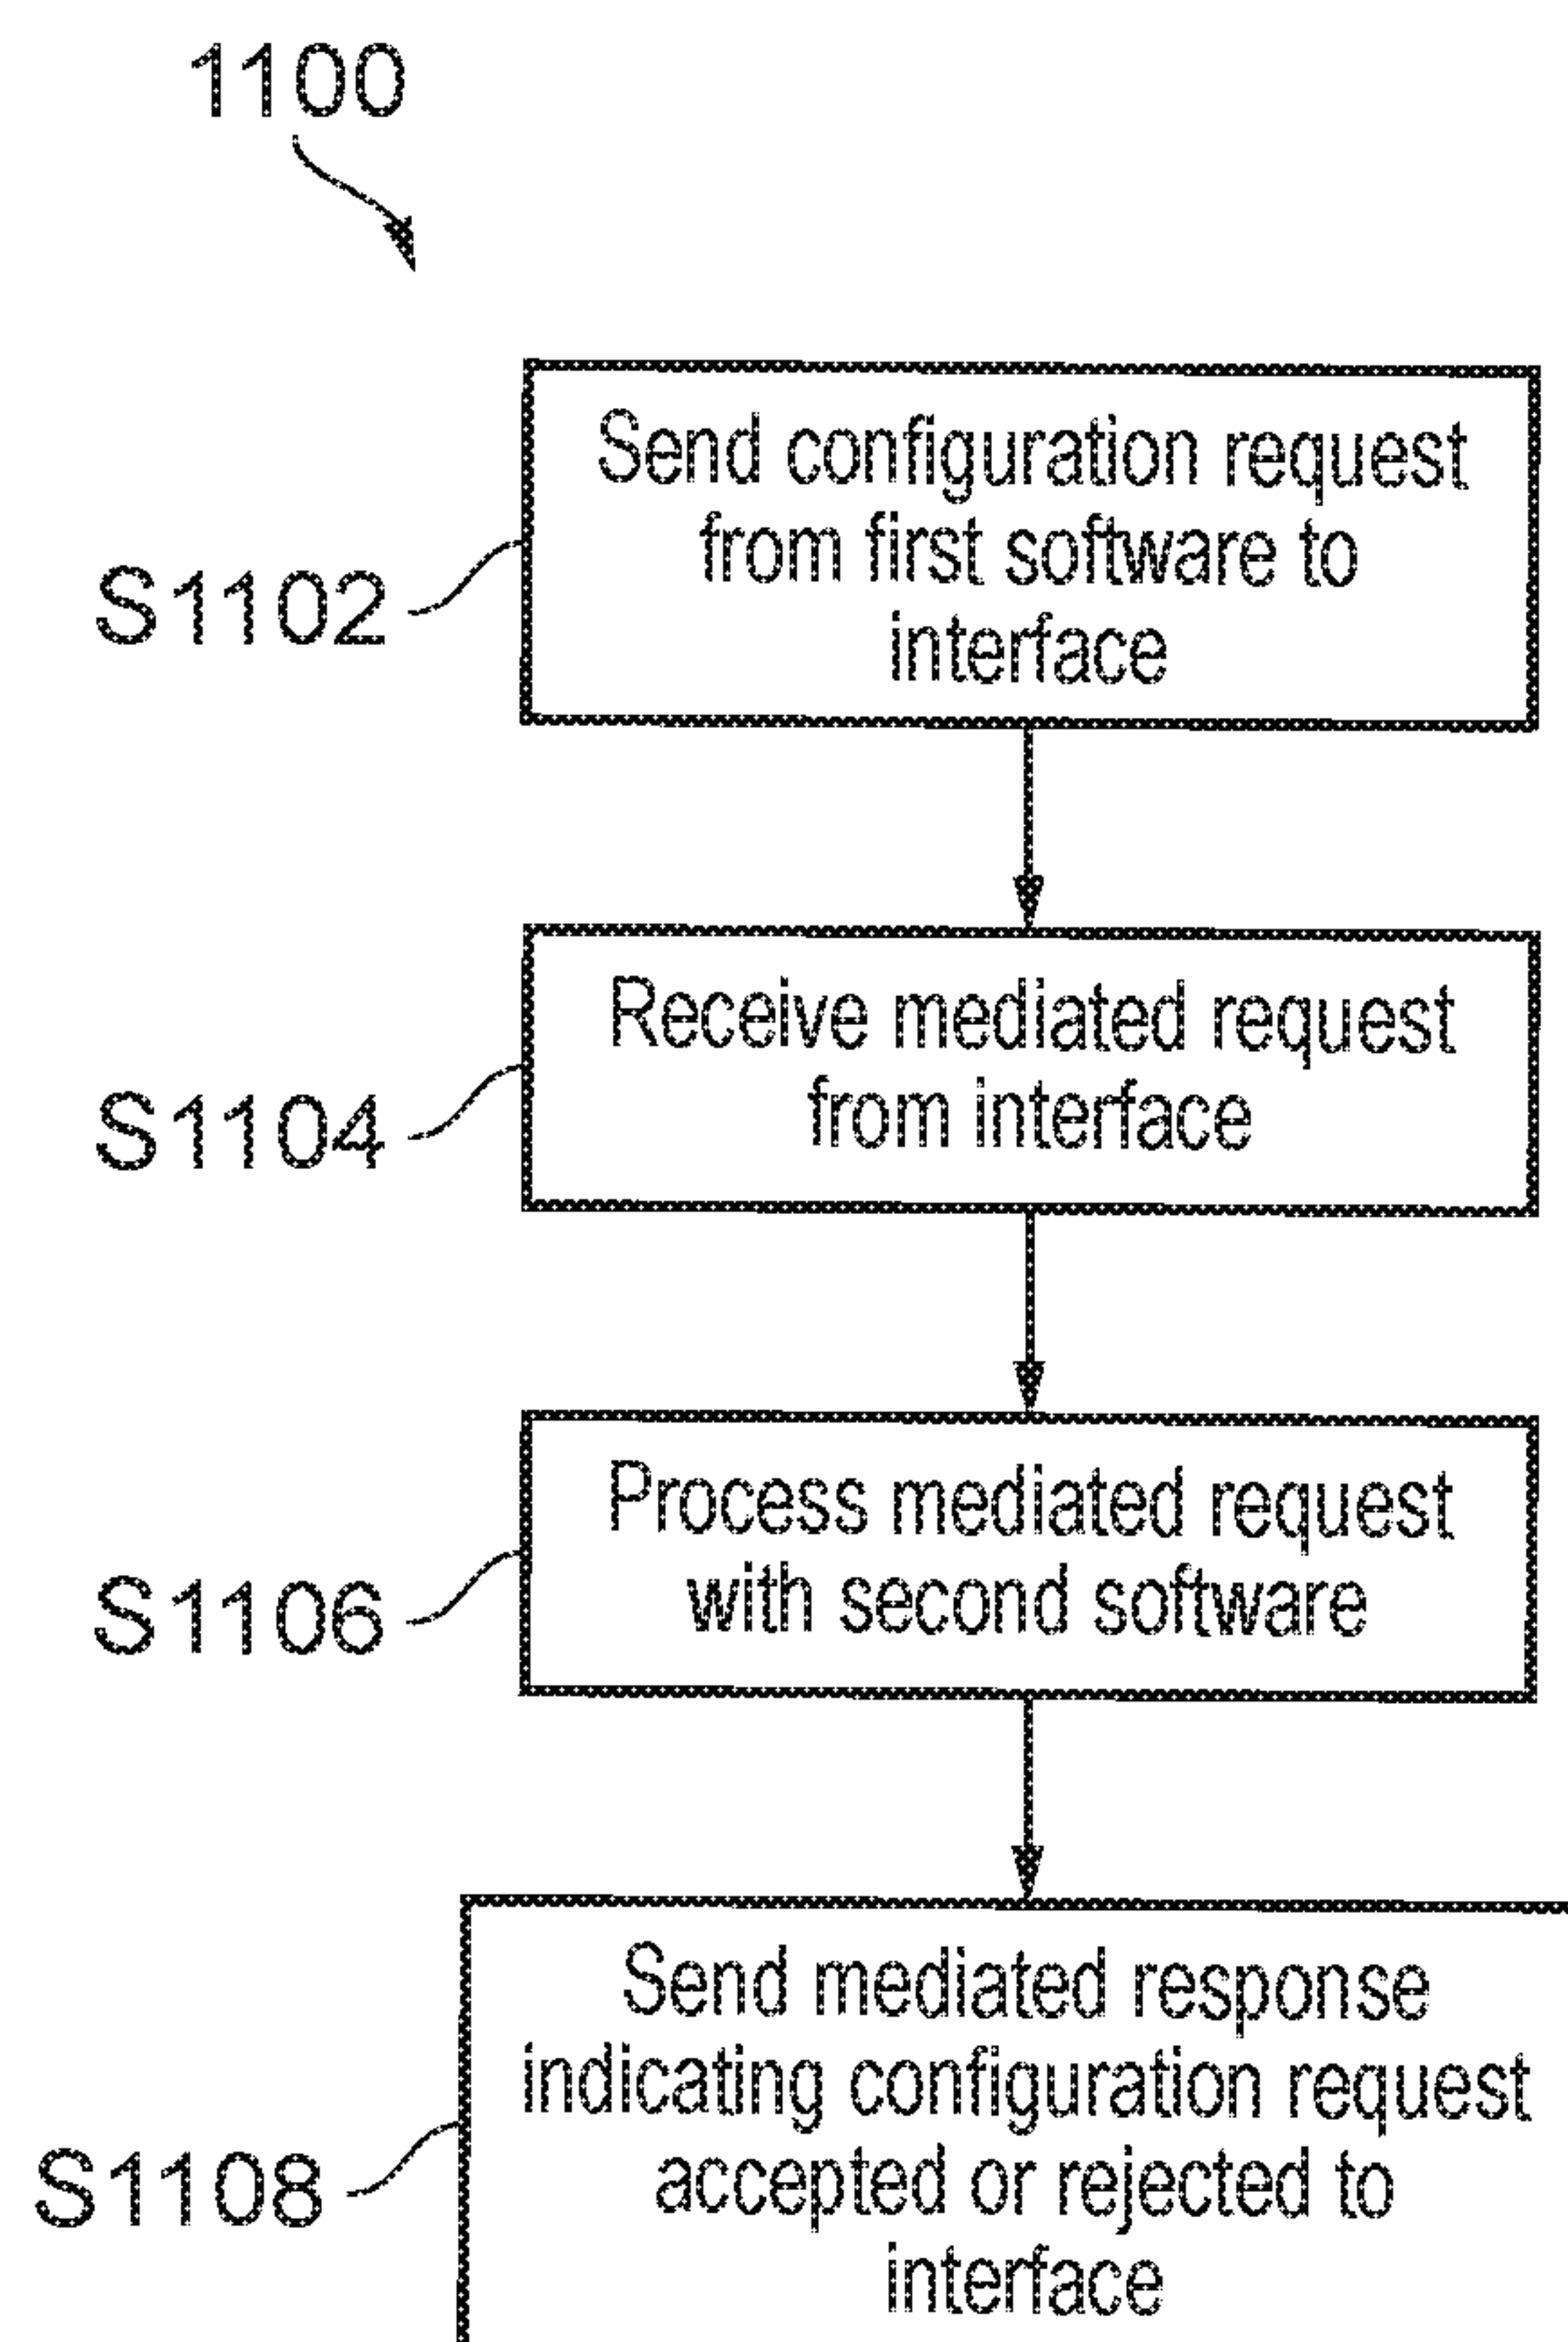 1100
Send configuration request
from first software to
interface
S1102
Receive mediated request
from interface
S1104
Process mediated request
with second software
S1106
Send mediated response
indicating configuration request
accepted or rejected to
interface
S1108